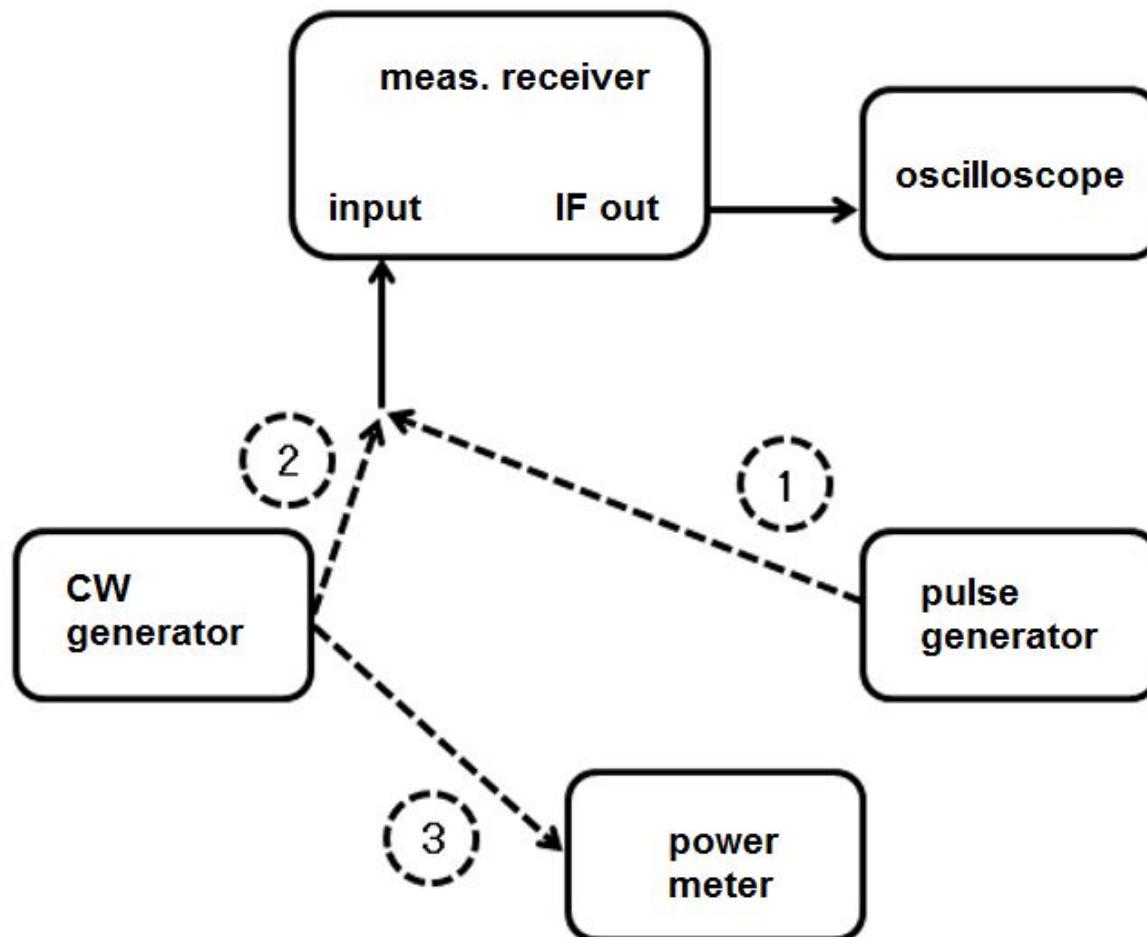 meas. receiver
input IF out
oscilloscope
2
1
CW
generator
pulse
generator
3
power
meter